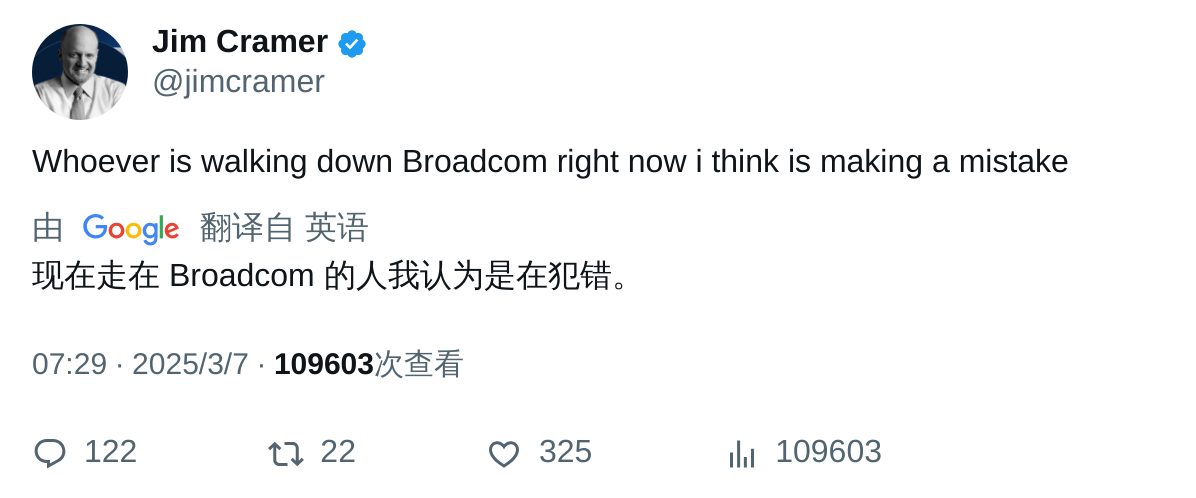 Jim Cramer
@jimcramer
Whoever is walking down Broadcom right now i think is making a mistake
由 Google 翻译自 英语
现在走在 Broadcom 的人我认为是在犯错。
07:29 · 2025/3/7 · 109603次查看
122 22 325 109603